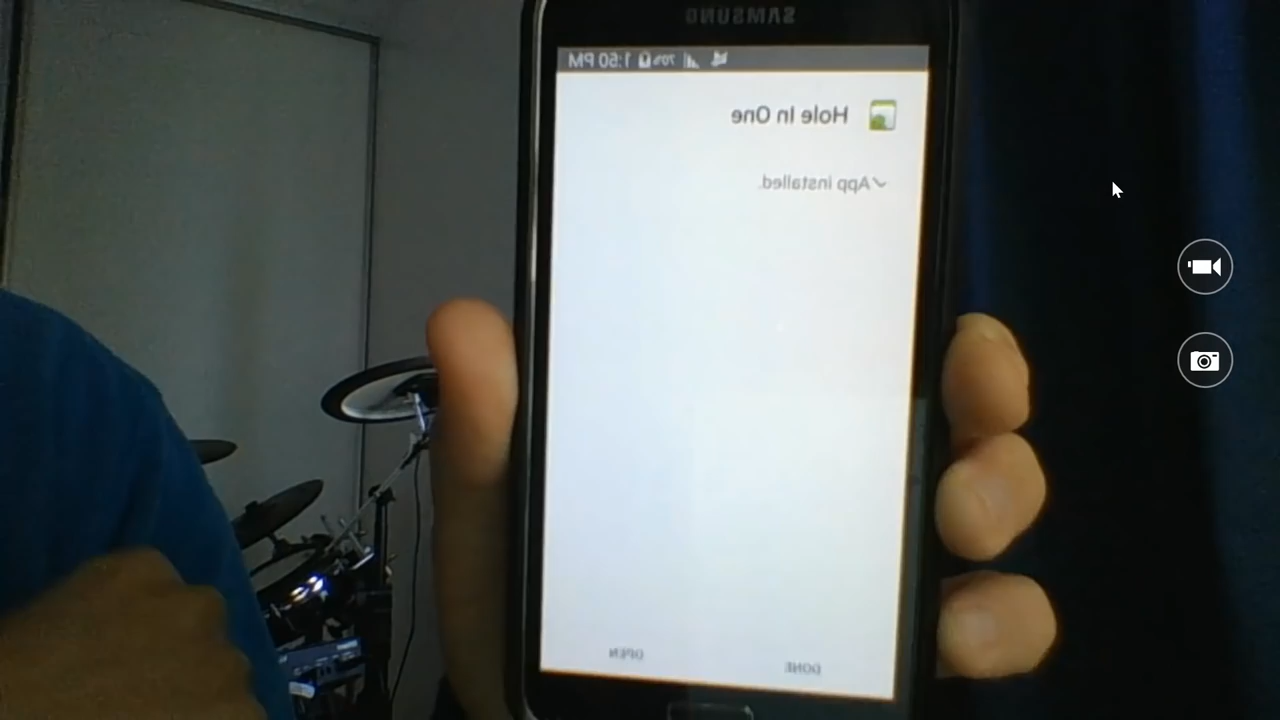 SAMSUNG
70% 1:50 PM
Hole In One
App installed.
DONE OPEN